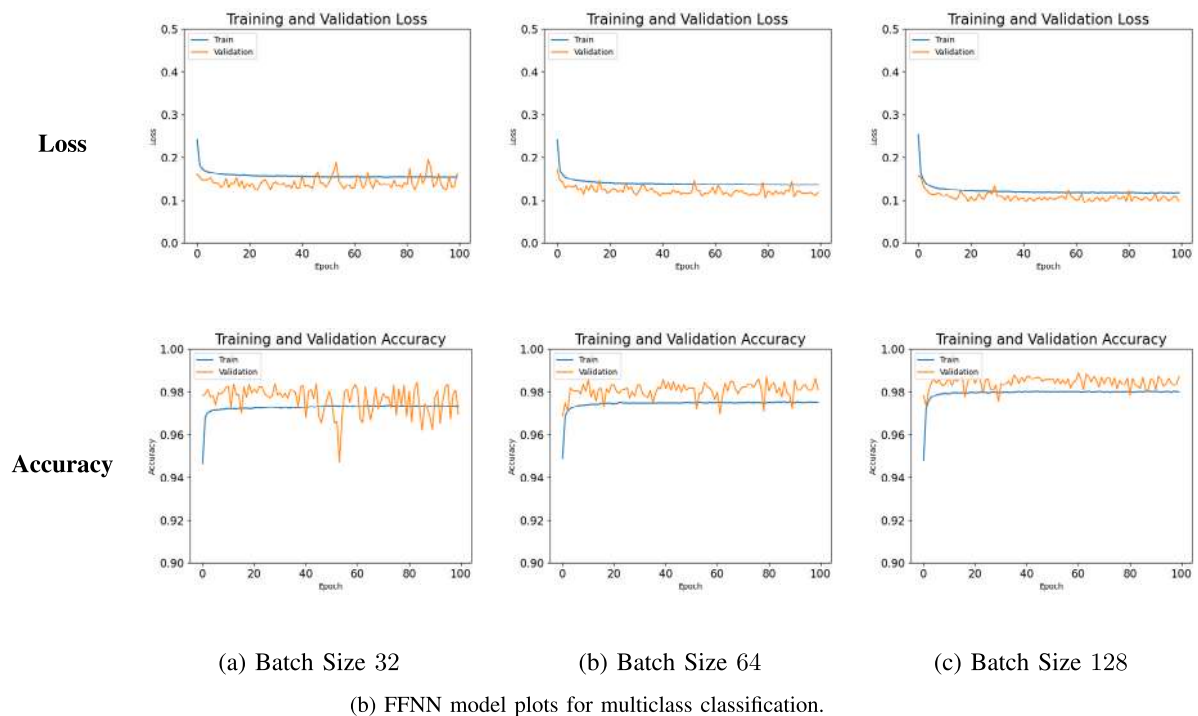 Training and Validation Loss
0.5
0.4
0.3
0.2
0.1
0.0
Train
Validation
Loss
0 20 40 60 80 100
Epoch
Training and Validation Loss
0.5
0.4
0.3
0.2
0.1
0.0
Train
Validation
Loss
0 20 40 60 80 100
Epoch
Training and Validation Loss
0.5
0.4
0.3
0.2
0.1
0.0
Train
Validation
Loss
0 20 40 60 80 100
Epoch
Loss
Training and Validation Accuracy
1.00
0.98
0.96
0.94
0.92
0.90
Train
Validation
Accuracy
0 20 40 60 80 100
Epoch
Training and Validation Accuracy
1.00
0.98
0.96
0.94
0.92
0.90
Train
Validation
Accuracy
0 20 40 60 80 100
Epoch
Training and Validation Accuracy
1.00
0.98
0.96
0.94
0.92
0.90
Train
Validation
Accuracy
0 20 40 60 80 100
Epoch
Accuracy
(a) Batch Size 32
(b) Batch Size 64
(c) Batch Size 128
(b) FFNN model plots for multiclass classification.